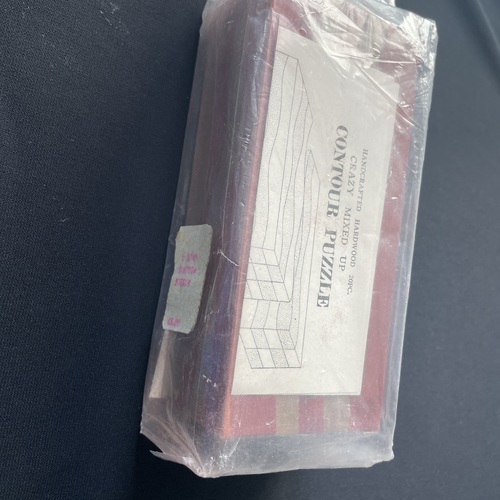 HANDCRAFTED HARDWOOD 20PC.
CRAZY MIXED UP
CONTOUR PUZZLE